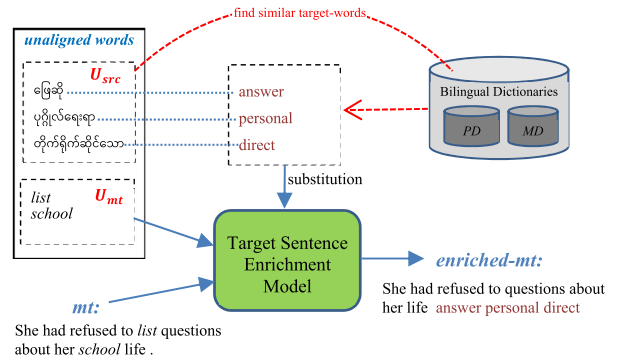 find similar target-words
unaligned words
U src
ဖြေဆို
ပုဂ္ဂိုလ်ရေးရာ
တိုက်ရိုက်ဆိုင်သော
answer
personal
direct
Bilingual Dictionaries
PD
MD
list
school
U mt
substitution
Target Sentence
Enrichment
Model
mt:
She had refused to list questions
about her school life .
enriched-mt:
She had refused to questions about
her life answer personal direct